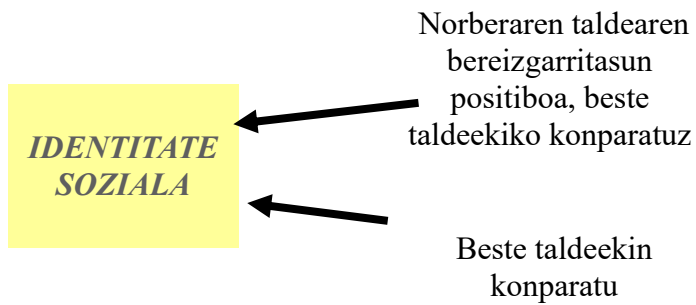 Norberaren taldearen
bereizgarritasun
positiboa, beste
taldeekiko konparatuz
IDENTITATE
SOZIALA
Beste taldeekin
konparatu